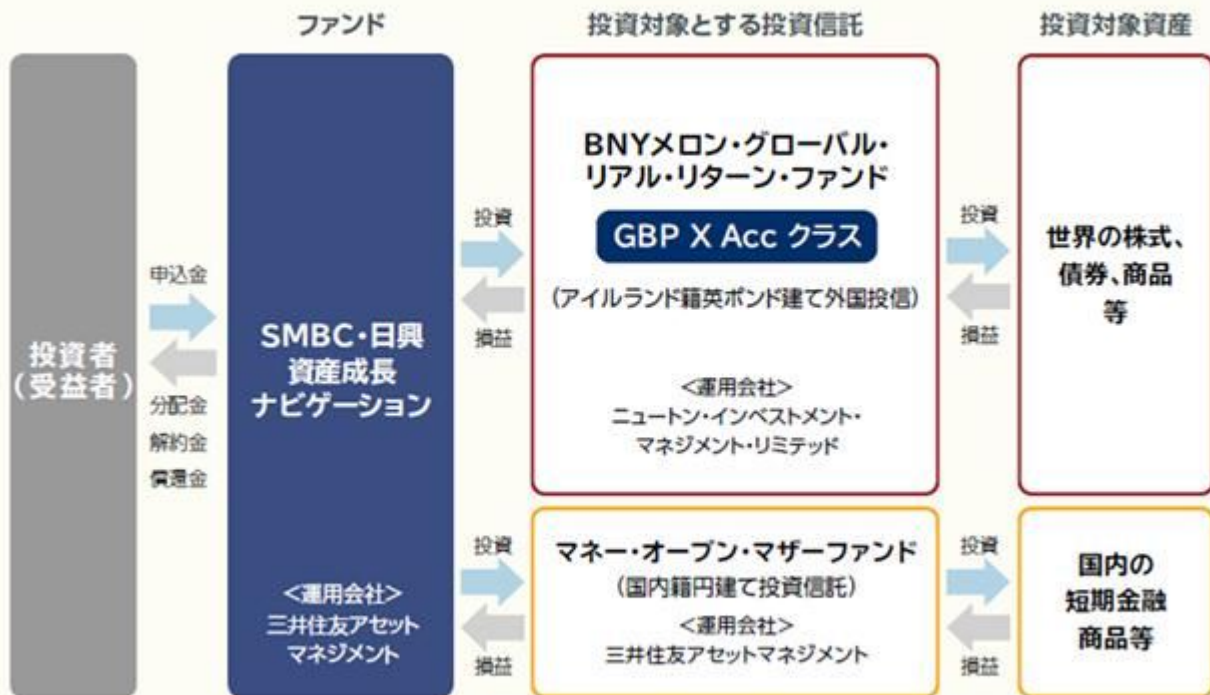 ファンド
投資対象とする投資信託
投資対象資産
投資者
(受益者)
申込金
分配金
解約金
償還金
SMBC・日興
資産成長
ナビゲーション
<運用会社>
三井住友アセット
マネジメント
投資
損益
BNYメロン・グローバル・
リアル・リターン・ファンド
GBP X Acc クラス
(アイルランド籍英ポンド建て外国投信)
<運用会社>
ニュートン・インベストメント・
マネジメント・リミテッド
投資
損益
世界の株式、
債券、商品
等
投資
損益
マネー・オープン・マザーファンド
(国内籍円建て投資信託)
<運用会社>
三井住友アセットマネジメント
投資
損益
国内の
短期金融
商品等